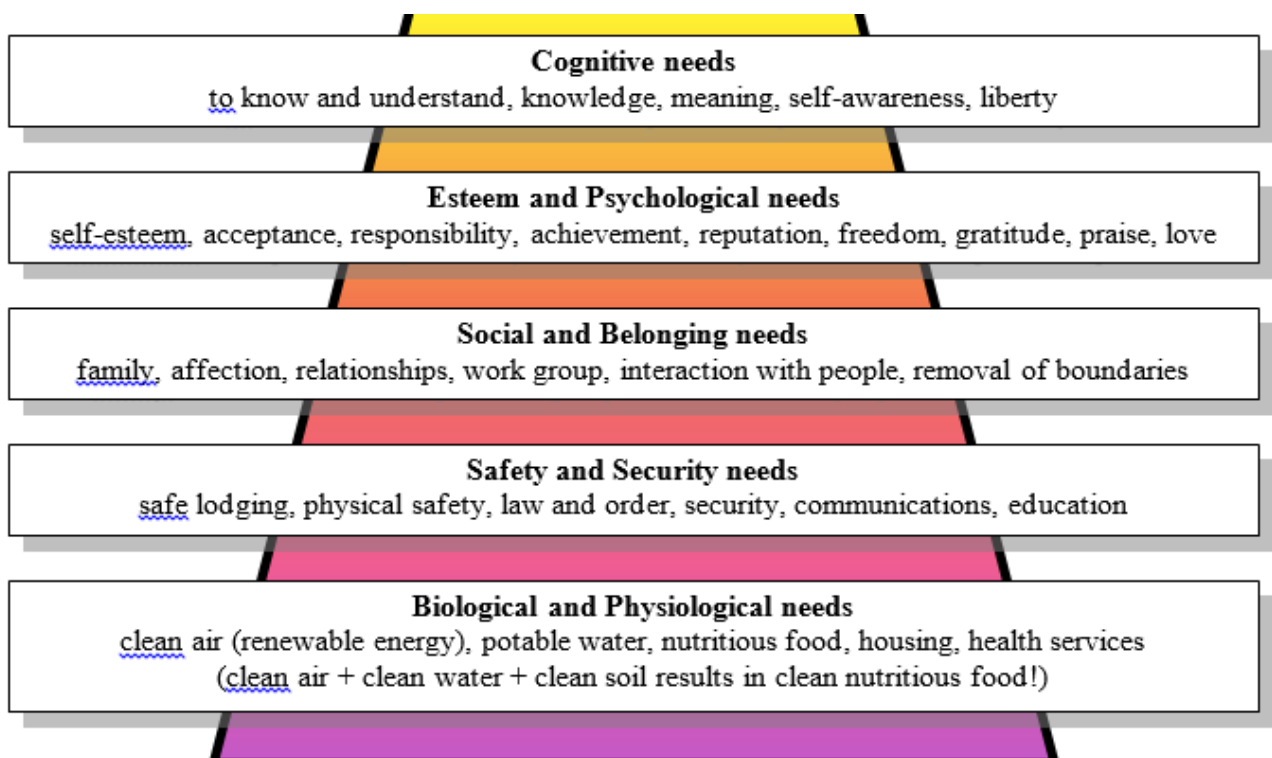 Cognitive needs
to know and understand, knowledge, meaning, self-awareness, liberty
Esteem and Psychological needs
self-esteem, acceptance, responsibility, achievement, reputation, freedom, gratitude, praise, love
Social and Belonging needs
family, affection, relationships, work group, interaction with people, removal of boundaries
Safety and Security needs
safe lodging, physical safety, law and order, security, communications, education
Biological and Physiological needs
clean air (renewable energy), potable water, nutritious food, housing, health services
(clean air + clean water + clean soil results in clean nutritious food!)